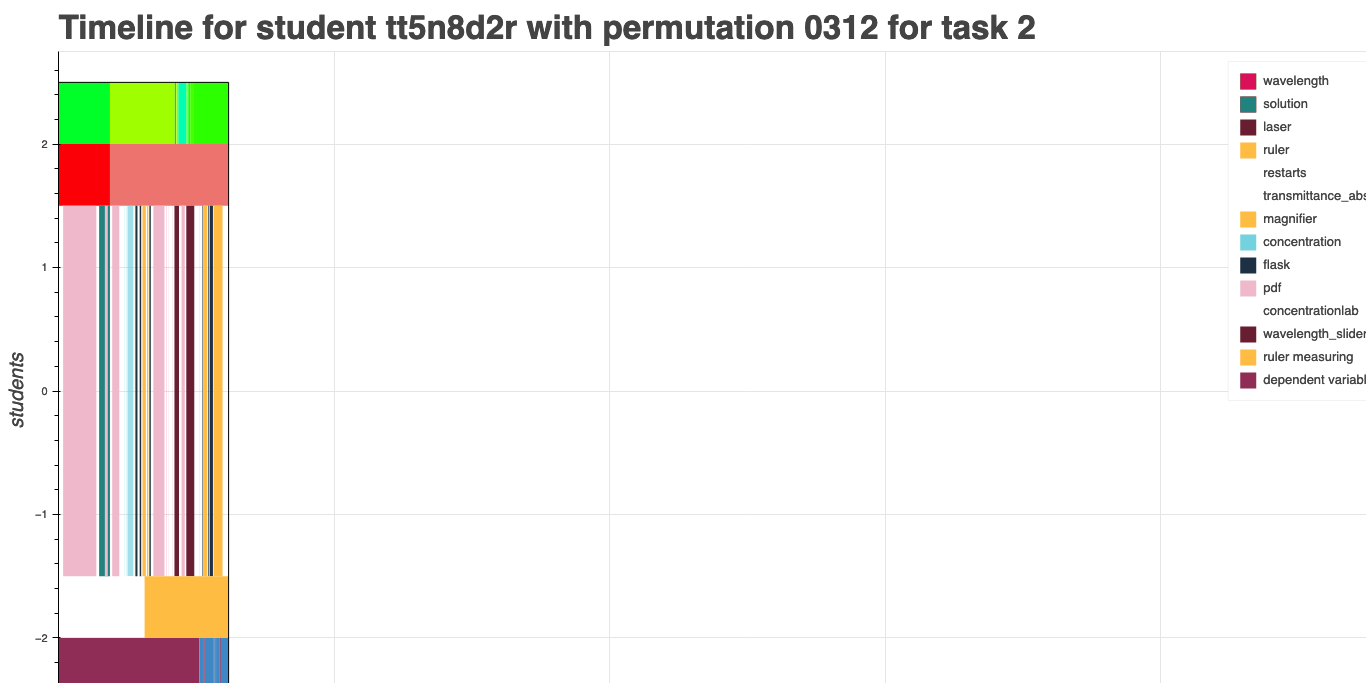 Timeline for student tt5n8d2r with permutation 0312 for task 2
2
1
0
−1
−2
students
wavelength
solution
laser
ruler
restarts
transmittance_abs
magnifier
concentration
flask
pdf
concentrationlab
wavelength_slider
ruler measuring
dependent variabl